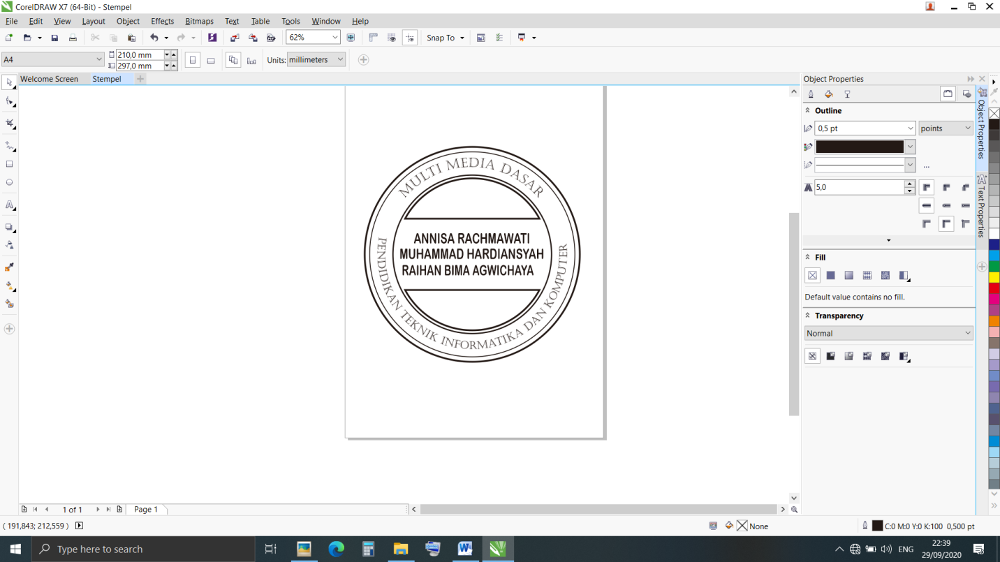 CorelDRAW X7 (64-Bit) - Stempel
File Edit View Layout Object Effects Bitmaps Text Table Tools Window Help
62% Snap To
A4 210,0 mm 297,0 mm Units: millimeters
Welcome Screen Stempel
Object Properties
Outline
0,5 pt points
...
5,0
Fill
Default value contains no fill.
Transparency
Normal
Object Properties
Text Properties
MULTI MEDIA DASAR
ANNISA RACHMAWATI
MUHAMMAD HARDIANSYAH
RAIHAN BIMA AGWICHAYA
PENDIDIKAN TEKNIK INFORMATIKA DAN KOMPUTER
1 of 1 Page 1
( 191,843; 212,559 ) None C:0 M:0 Y:0 K:100 0,500 pt
Type here to search ENG 22:39
29/09/2020